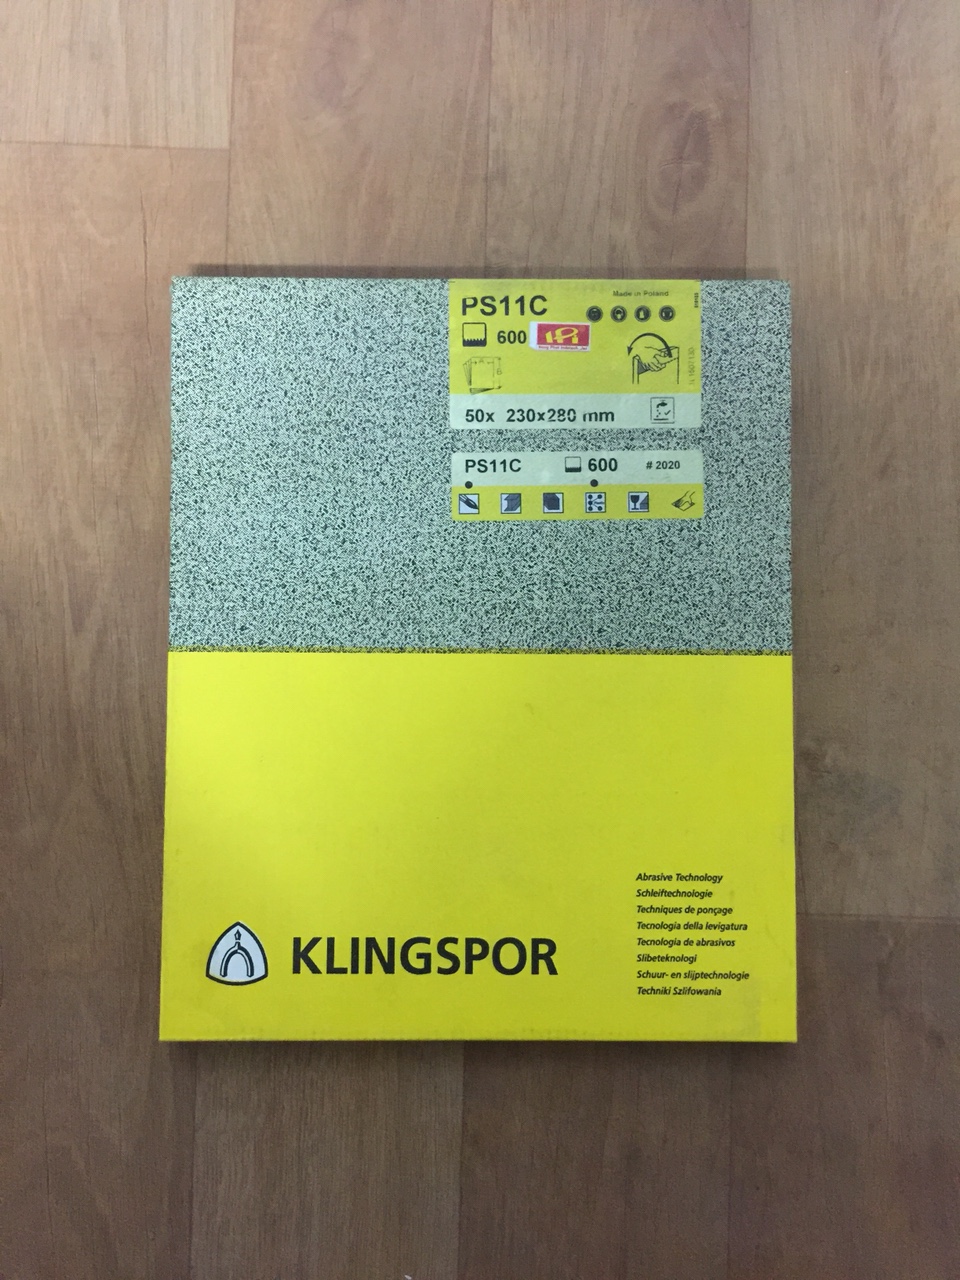 PS11C
Made in Poland
600
50x 230x280 mm
PS11C 600 # 2020
KLINGSPOR
Abrasive Technology
Schleiftechnologie
Techniques de ponçage
Tecnologia della levigatura
Tecnologia de abrasivos
Slibeteknologi
Schuur- en slijptechnologie
Techniki Szlifowania